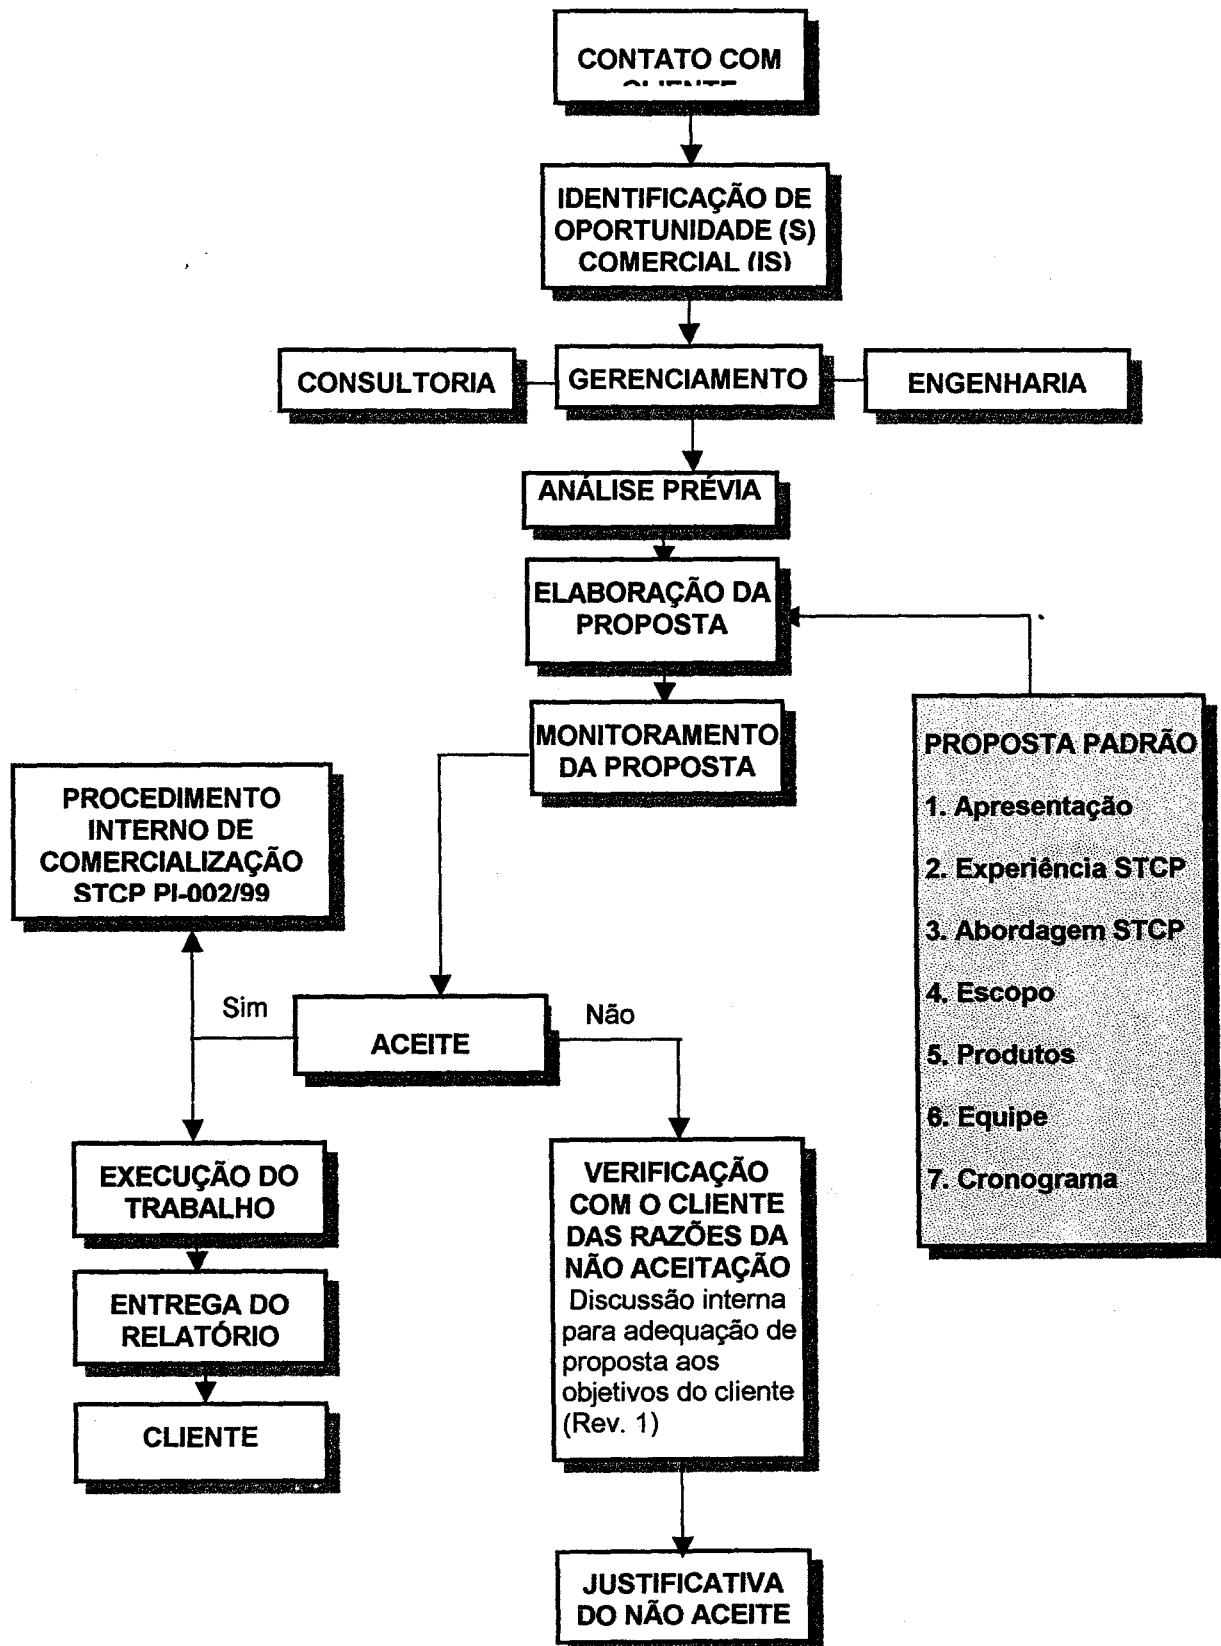 CONTATO COM
CLIENTE
IDENTIFICAÇÃO DE
OPORTUNIDADE (S)
COMERCIAL (IS)
CONSULTORIA
GERENCIAMENTO
ENGENHARIA
ANÁLISE PRÉVIA
ELABORAÇÃO DA
PROPOSTA
MONITORAMENTO
DA PROPOSTA
PROPOSTA PADRÃO
1. Apresentação
2. Experiência STCP
3. Abordagem STCP
4. Escopo
5. Produtos
6. Equipe
7. Cronograma
PROCEDIMENTO
INTERNO DE
COMERCIALIZAÇÃO
STCP PI-002/99
Sim
ACEITE
Não
EXECUÇÃO DO
TRABALHO
ENTREGA DO
RELATÓRIO
CLIENTE
VERIFICAÇÃO
COM O CLIENTE
DAS RAZÕES DA
NÃO ACEITAÇÃO
Discussão interna
para adequação de
proposta aos
objetivos do cliente
(Rev. 1)
JUSTIFICATIVA
DO NÃO ACEITE